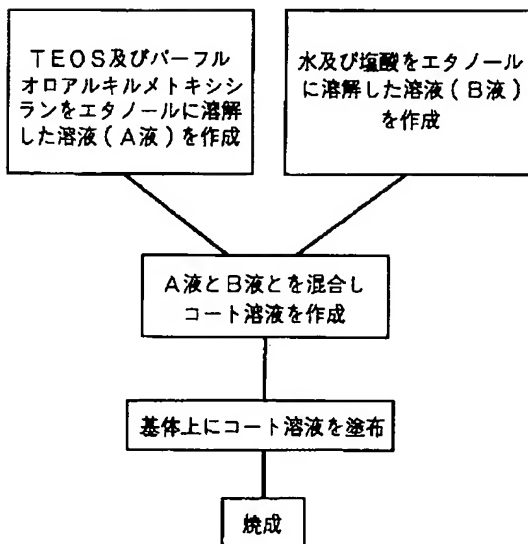 TEOS及びパーフル
オロアルキルメトキシシ
ランをエタノールに溶解
した溶液(A液)を作成
水及び塩酸をエタノール
に溶解した溶液(B液)
を作成
A液とB液とを混合し
コート溶液を作成
基体上にコート溶液を塗布
焼成